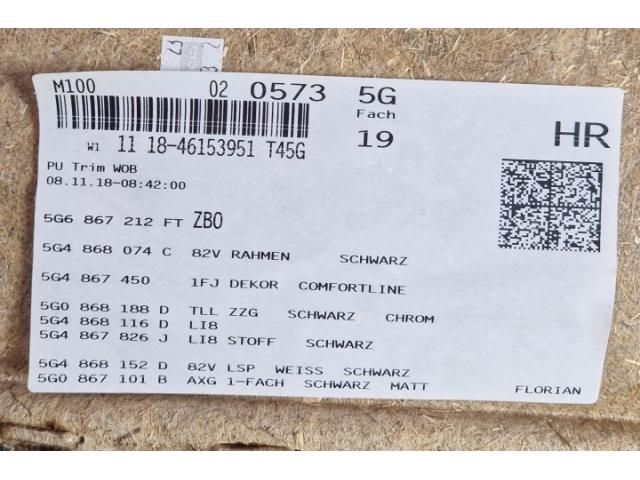 M100 02 0573 5G
Fach
19
HR
W1 11 18-46153951 T45G
PU Trim WOB
08.11.18-08:42:00
5G6 867 212 FT ZBO
5G4 868 074 C 82V RAHMEN SCHWARZ
5G4 867 450 1FJ DEKOR COMFORTLINE
5G0 868 188 D TLL ZZG SCHWARZ CHROM
5G4 868 116 D LI8
5G4 867 826 J LI8 STOFF SCHWARZ
5G4 868 152 D 82V LSP WEISS SCHWARZ
5G0 867 101 B AXG 1-FACH SCHWARZ MATT
FLORIAN